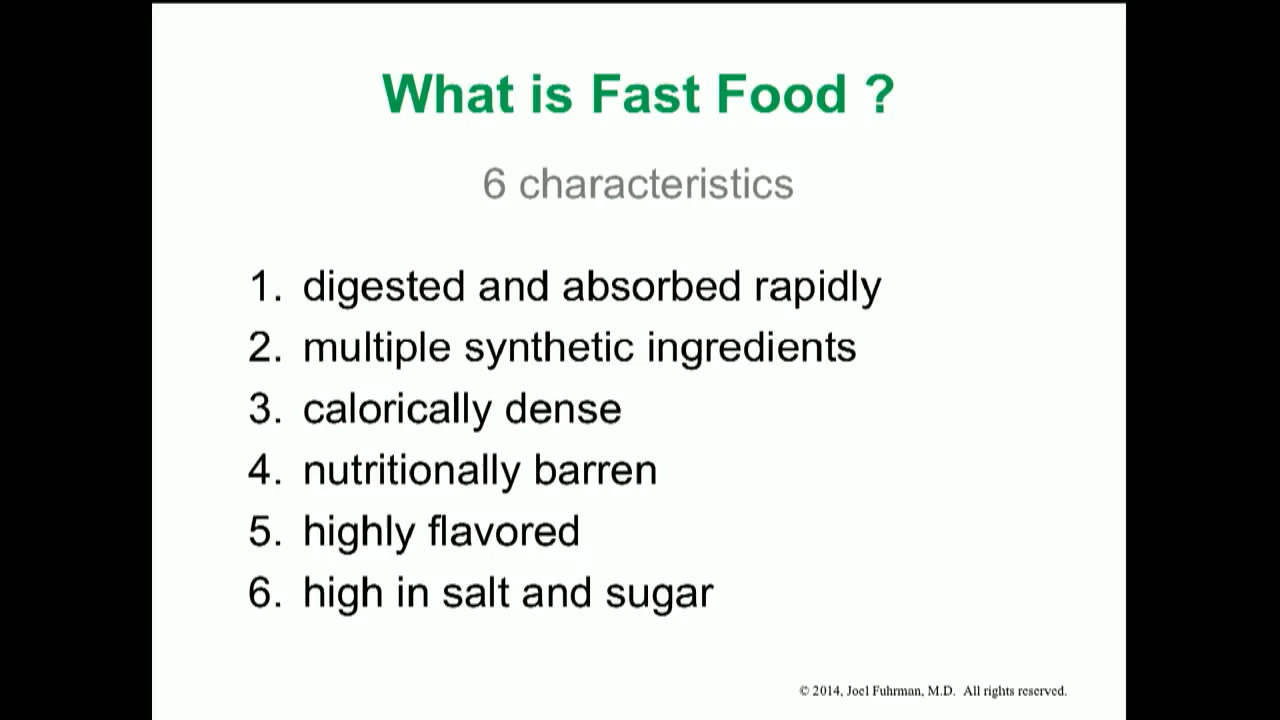 What is Fast Food ?
6 characteristics
1. digested and absorbed rapidly
2. multiple synthetic ingredients
3. calorically dense
4. nutritionally barren
5. highly flavored
6. high in salt and sugar
© 2014, Joel Fuhrman, M.D. All rights reserved.